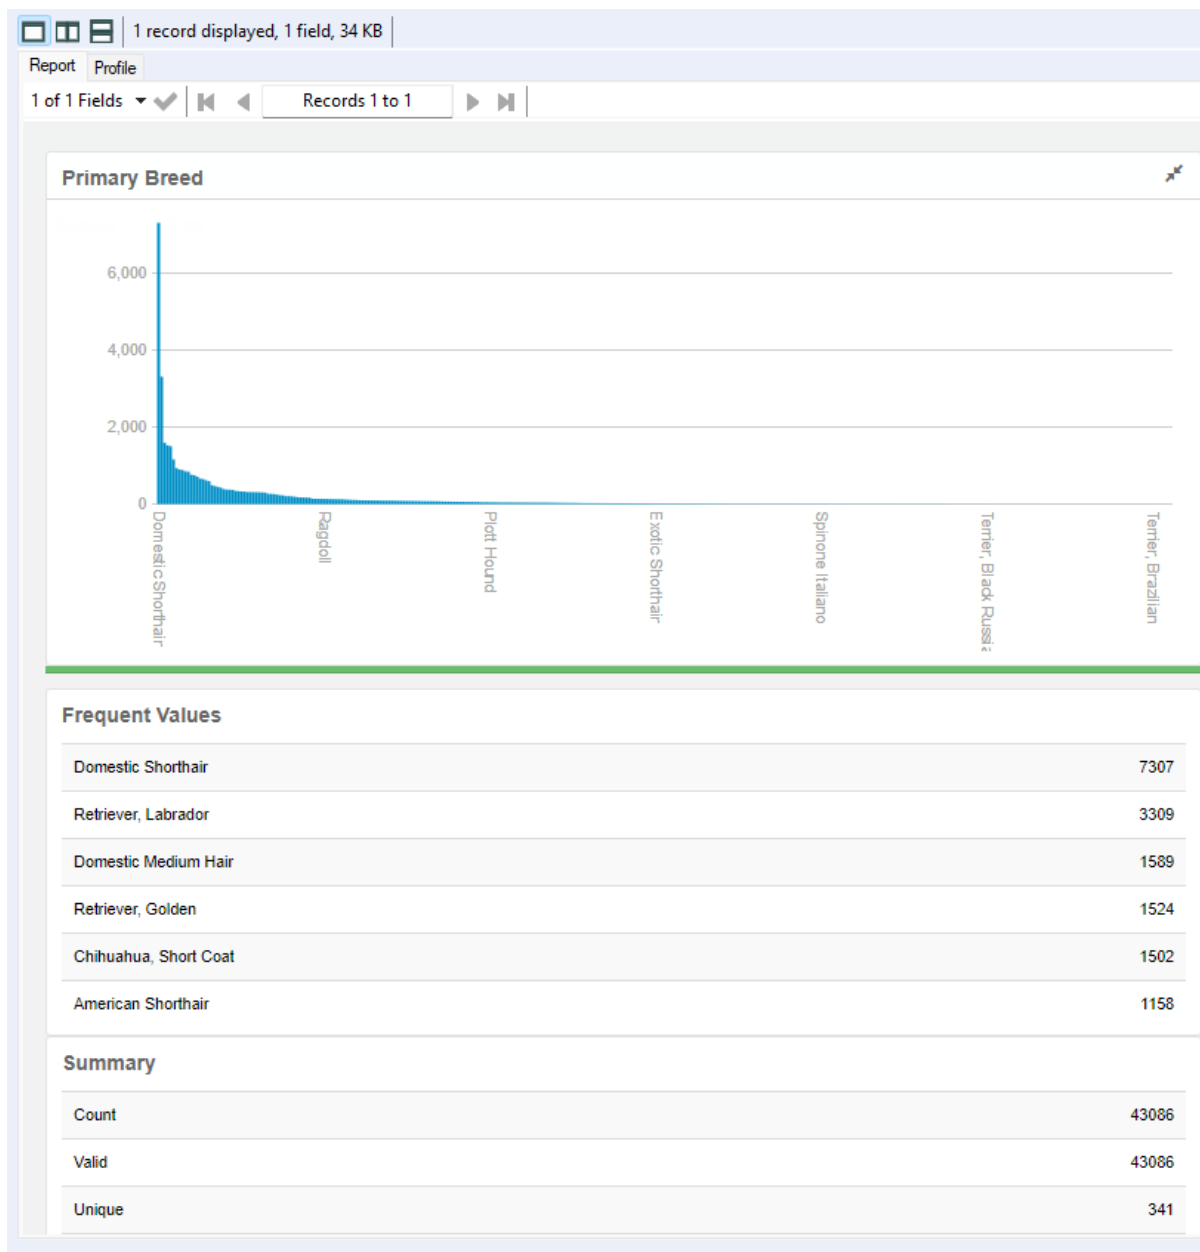 1 record displayed, 1 field, 34 KB
Report Profile
1 of 1 Fields Records 1 to 1
Primary Breed
6,000
4,000
2,000
0
Domestic Shorthair
Ragdoll
Plott Hound
Exotic Shorthair
Spinone Italiano
Terrier, Black Russia
Terrier, Brazilian
Frequent Values
Domestic Shorthair 7307
Retriever, Labrador 3309
Domestic Medium Hair 1589
Retriever, Golden 1524
Chihuahua, Short Coat 1502
American Shorthair 1158
Summary
Count 43086
Valid 43086
Unique 341